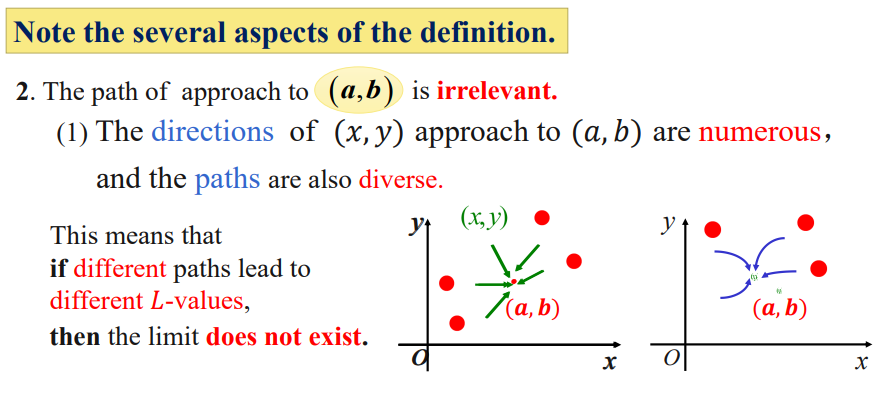 Note the several aspects of the definition.
2. The path of approach to (a,b) is irrelevant.
(1) The directions of (x, y) approach to (a, b) are numerous，
and the paths are also diverse.
This means that
if different paths lead to
different L-values,
then the limit does not exist.
y
(x, y)
(a, b)
O
x
y
(a, b)
O
x